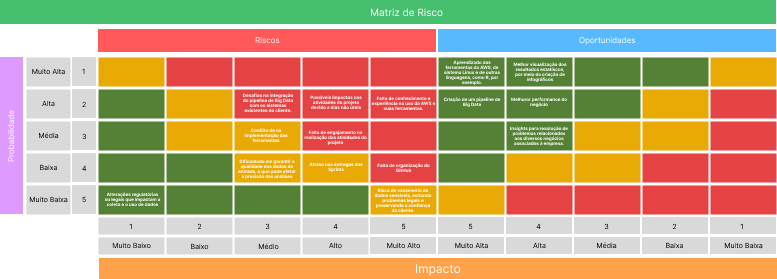 Matriz de Risco
Riscos
Oportunidades
Probabilidade
Muito Alta
1
Aprendizado das
ferramentas da AWS, de
sistema Linux e de outras
linguagens, como R, por
exemplo.
Melhor visualização dos
resultados estatísticos,
por meio da criação de
infográficos
Alta
2
Desafios na integração
do pipeline de Big Data
com os sistemas
existentes do cliente.
Possíveis impactos nas
atividades do projeto
devido a dias não úteis
Falta de conhecimento e
experiência no uso da AWS e
suas ferramentas.
Criação de um pipeline de
Big Data
Melhorar performance do
negócio
Média
3
Conflito de na
implementação das
ferramentas
Falta de engajamento na
realização das atividades do
projeto
Insights para resolução de
problemas relacionados
aos diversos negócios
associados à empresa.
Baixa
4
Dificuldade em garantir a
qualidade dos dados de
entrada, o que pode afetar
a precisão das análises
Atraso nas entregas das
Sprints
Falta de organização do
GitHub
Muito Baixa
5
Alterações regulatórias
ou legais que impactam a
coleta e o uso de dados
Risco de vazamento de
dados sensíveis, evitando
problemas legais e
preservando a confiança
do cliente.
1
2
3
4
5
5
4
3
2
1
Muito Baixo
Baixo
Médio
Alto
Muito Alto
Muito Alta
Alta
Média
Baixa
Muito Baixa
Impacto